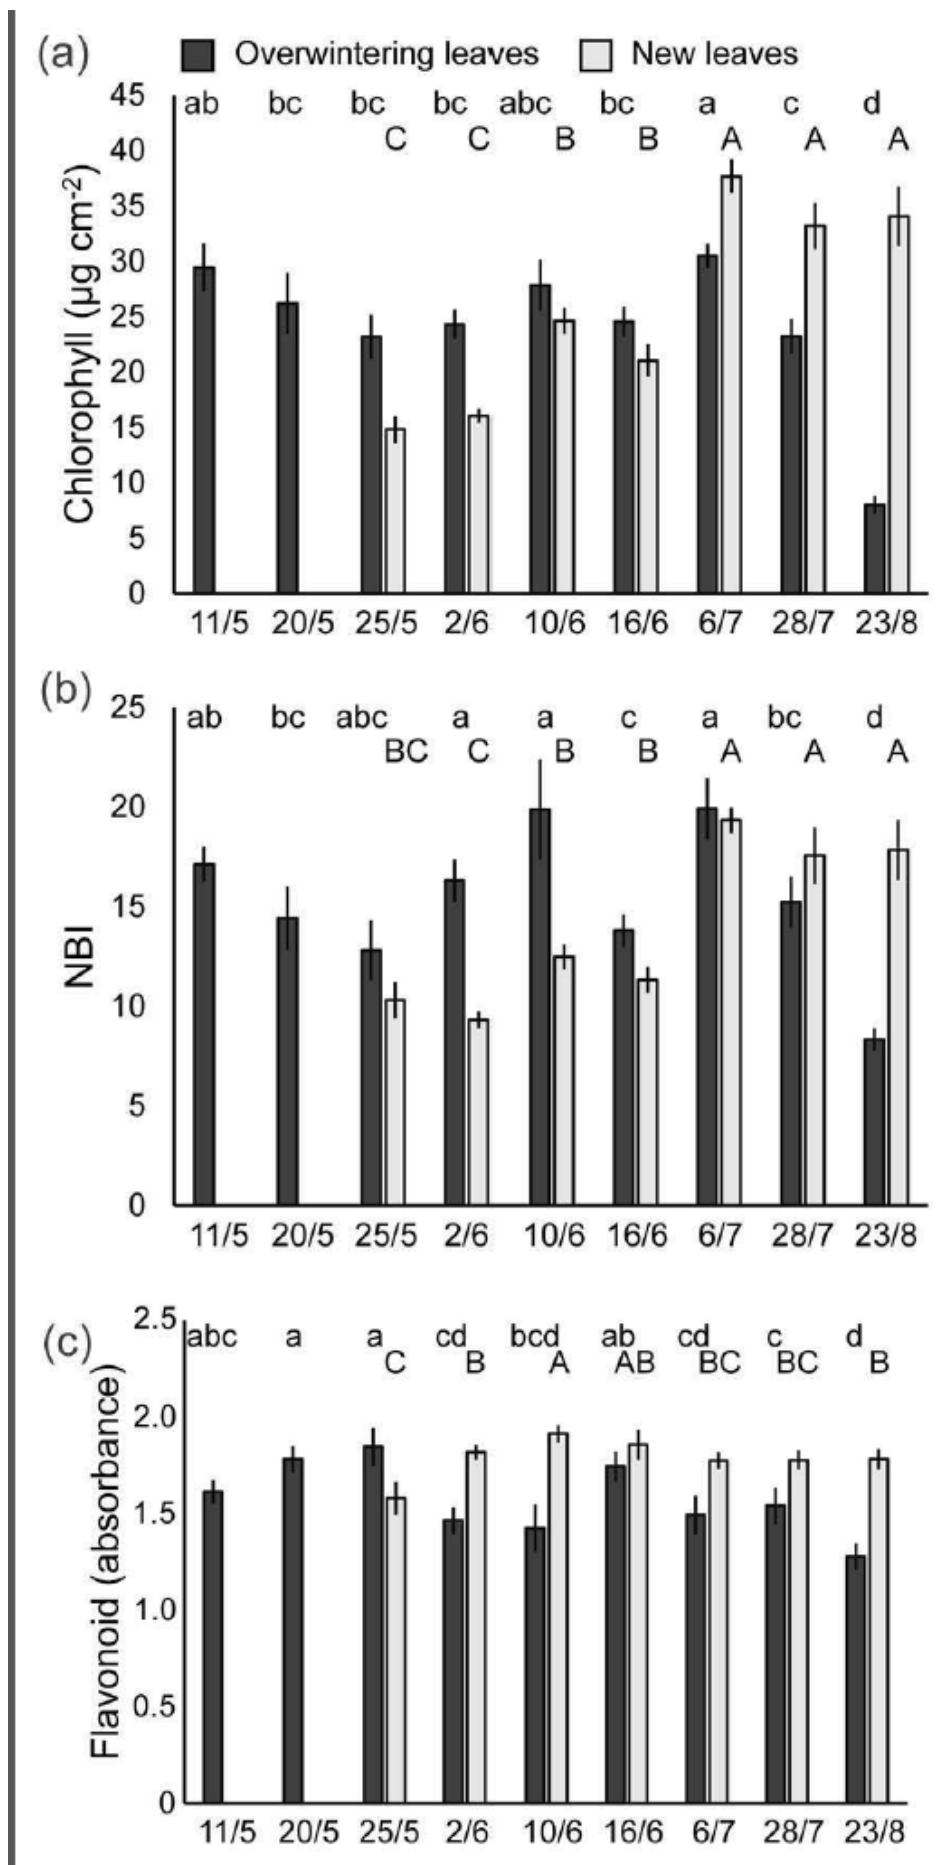 (a) Overwintering leaves New leaves
45 ab bc bc bc abc bc a c d
40 C C B B A A A
35
30
25
20
15
10
5
0
Chlorophyll (µg cm-2)
11/5 20/5 25/5 2/6 10/6 16/6 6/7 28/7 23/8
(b)
25 ab bc abc a a c a bc d
BC C B B A A A
20
15
10
5
0
NBI
11/5 20/5 25/5 2/6 10/6 16/6 6/7 28/7 23/8
(c)
2.5 abc a a cd bcd ab cd c d
C B A AB BC BC B
2.0
1.5
1.0
0.5
0
Flavonoid (absorbance)
11/5 20/5 25/5 2/6 10/6 16/6 6/7 28/7 23/8